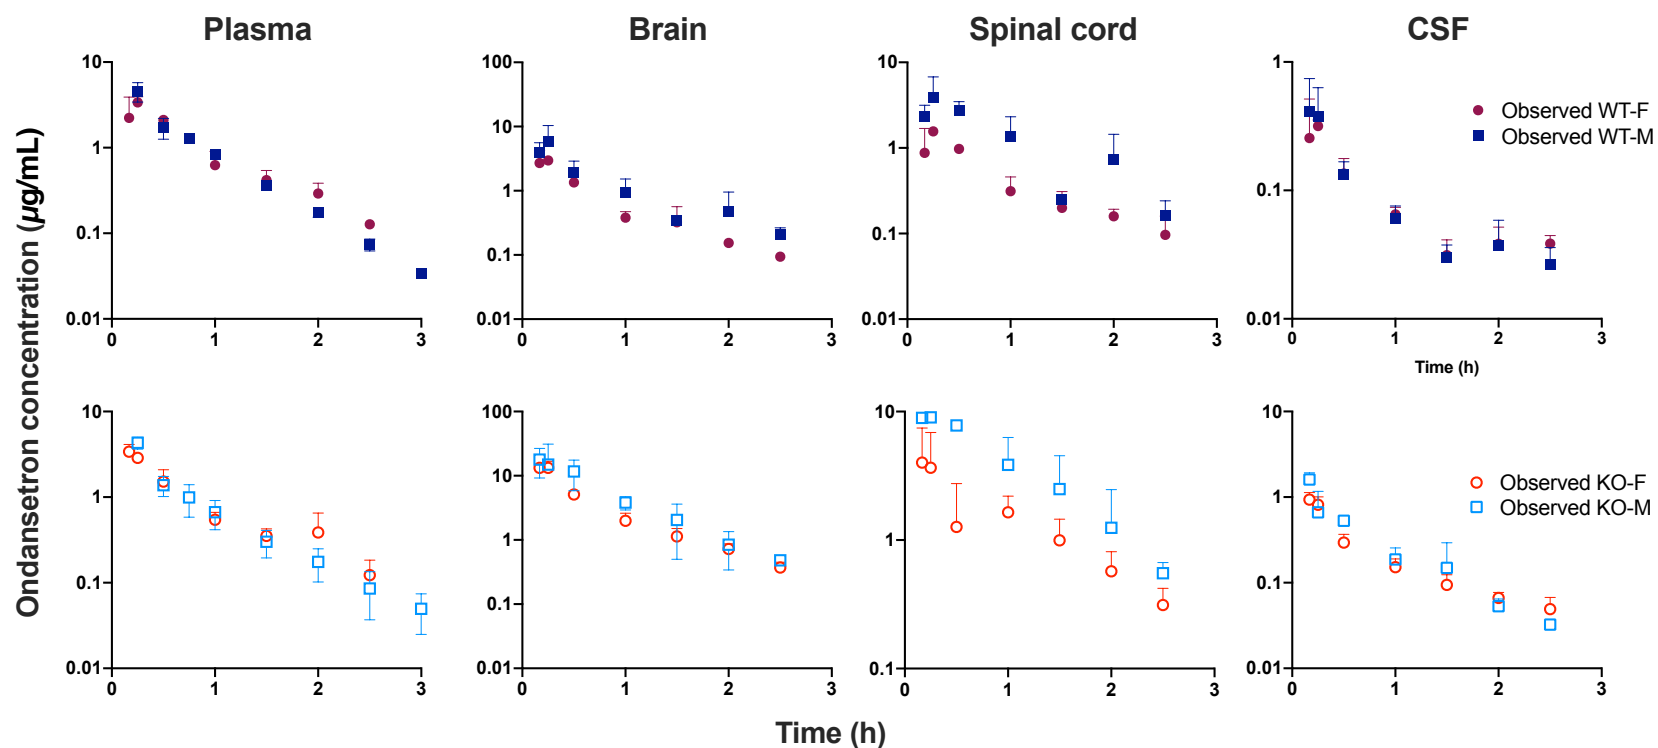 Plasma
Brain
Spinal cord
CSF
Ondansetron concentration (µg/mL)
10
1
0.1
0.01
0 1 2 3
100
10
1
0.1
0.01
0 1 2 3
10
1
0.1
0.01
0 1 2 3
1
0.1
0.01
0 1 2 3
Time (h)
Observed WT-F
Observed WT-M
10
1
0.1
0.01
0 1 2 3
100
10
1
0.1
0.01
0 1 2 3
10
1
0.1
0 1 2 3
10
1
0.1
0.01
0 1 2 3
Observed KO-F
Observed KO-M
Time (h)